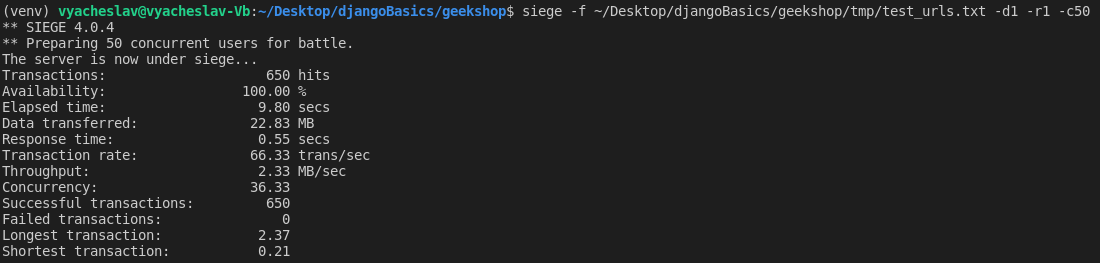 (venv) vyacheslav@vyacheslav-Vb:~/Desktop/djangoBasics/geekshop$ siege -f ~/Desktop/djangoBasics/geekshop/tmp/test_urls.txt -d1 -r1 -c50
** SIEGE 4.0.4
** Preparing 50 concurrent users for battle.
The server is now under siege...
Transactions:                    650 hits
Availability:                 100.00 %
Elapsed time:                   9.80 secs
Data transferred:              22.83 MB
Response time:                  0.55 secs
Transaction rate:              66.33 trans/sec
Throughput:                     2.33 MB/sec
Concurrency:                   36.33
Successful transactions:         650
Failed transactions:               0
Longest transaction:            2.37
Shortest transaction:           0.21